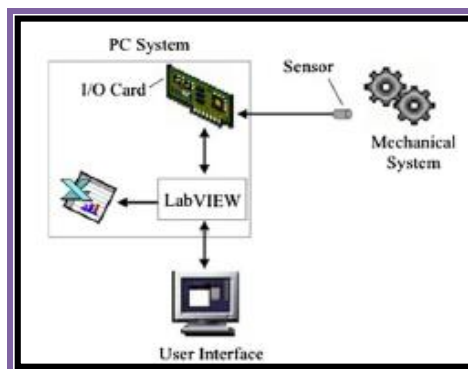 PC System
I/O Card
Sensor
Mechanical
System
LabVIEW
User Interface